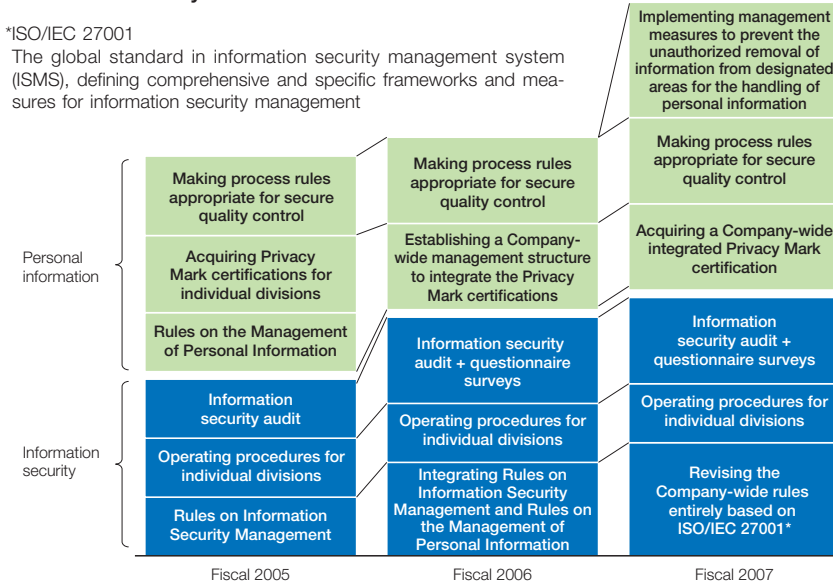 *ISO/IEC 27001
The global standard in information security management system
(ISMS), defining comprehensive and specific frameworks and mea-
sures for information security management
Personal
information
Information
security
Making process rules
appropriate for secure
quality control
Acquiring Privacy
Mark certifications for
individual divisions
Rules on the Management
of Personal Information
Information
security audit
Operating procedures for
individual divisions
Rules on Information
Security Management
Fiscal 2005
Making process rules
appropriate for secure
quality control
Establishing a Company-
wide management structure
to integrate the Privacy
Mark certifications
Information security
audit + questionnaire
surveys
Operating procedures for
individual divisions
Integrating Rules on
Information Security
Management and Rules on
the Management of
Personal Information
Fiscal 2006
Implementing management
measures to prevent the
unauthorized removal of
information from designated
areas for the handling of
personal information
Making process rules
appropriate for secure
quality control
Acquiring a Company-wide
integrated Privacy Mark
certification
Information
security audit +
questionnaire surveys
Operating procedures for
individual divisions
Revising the
Company-wide rules
entirely based on
ISO/IEC 27001*
Fiscal 2007